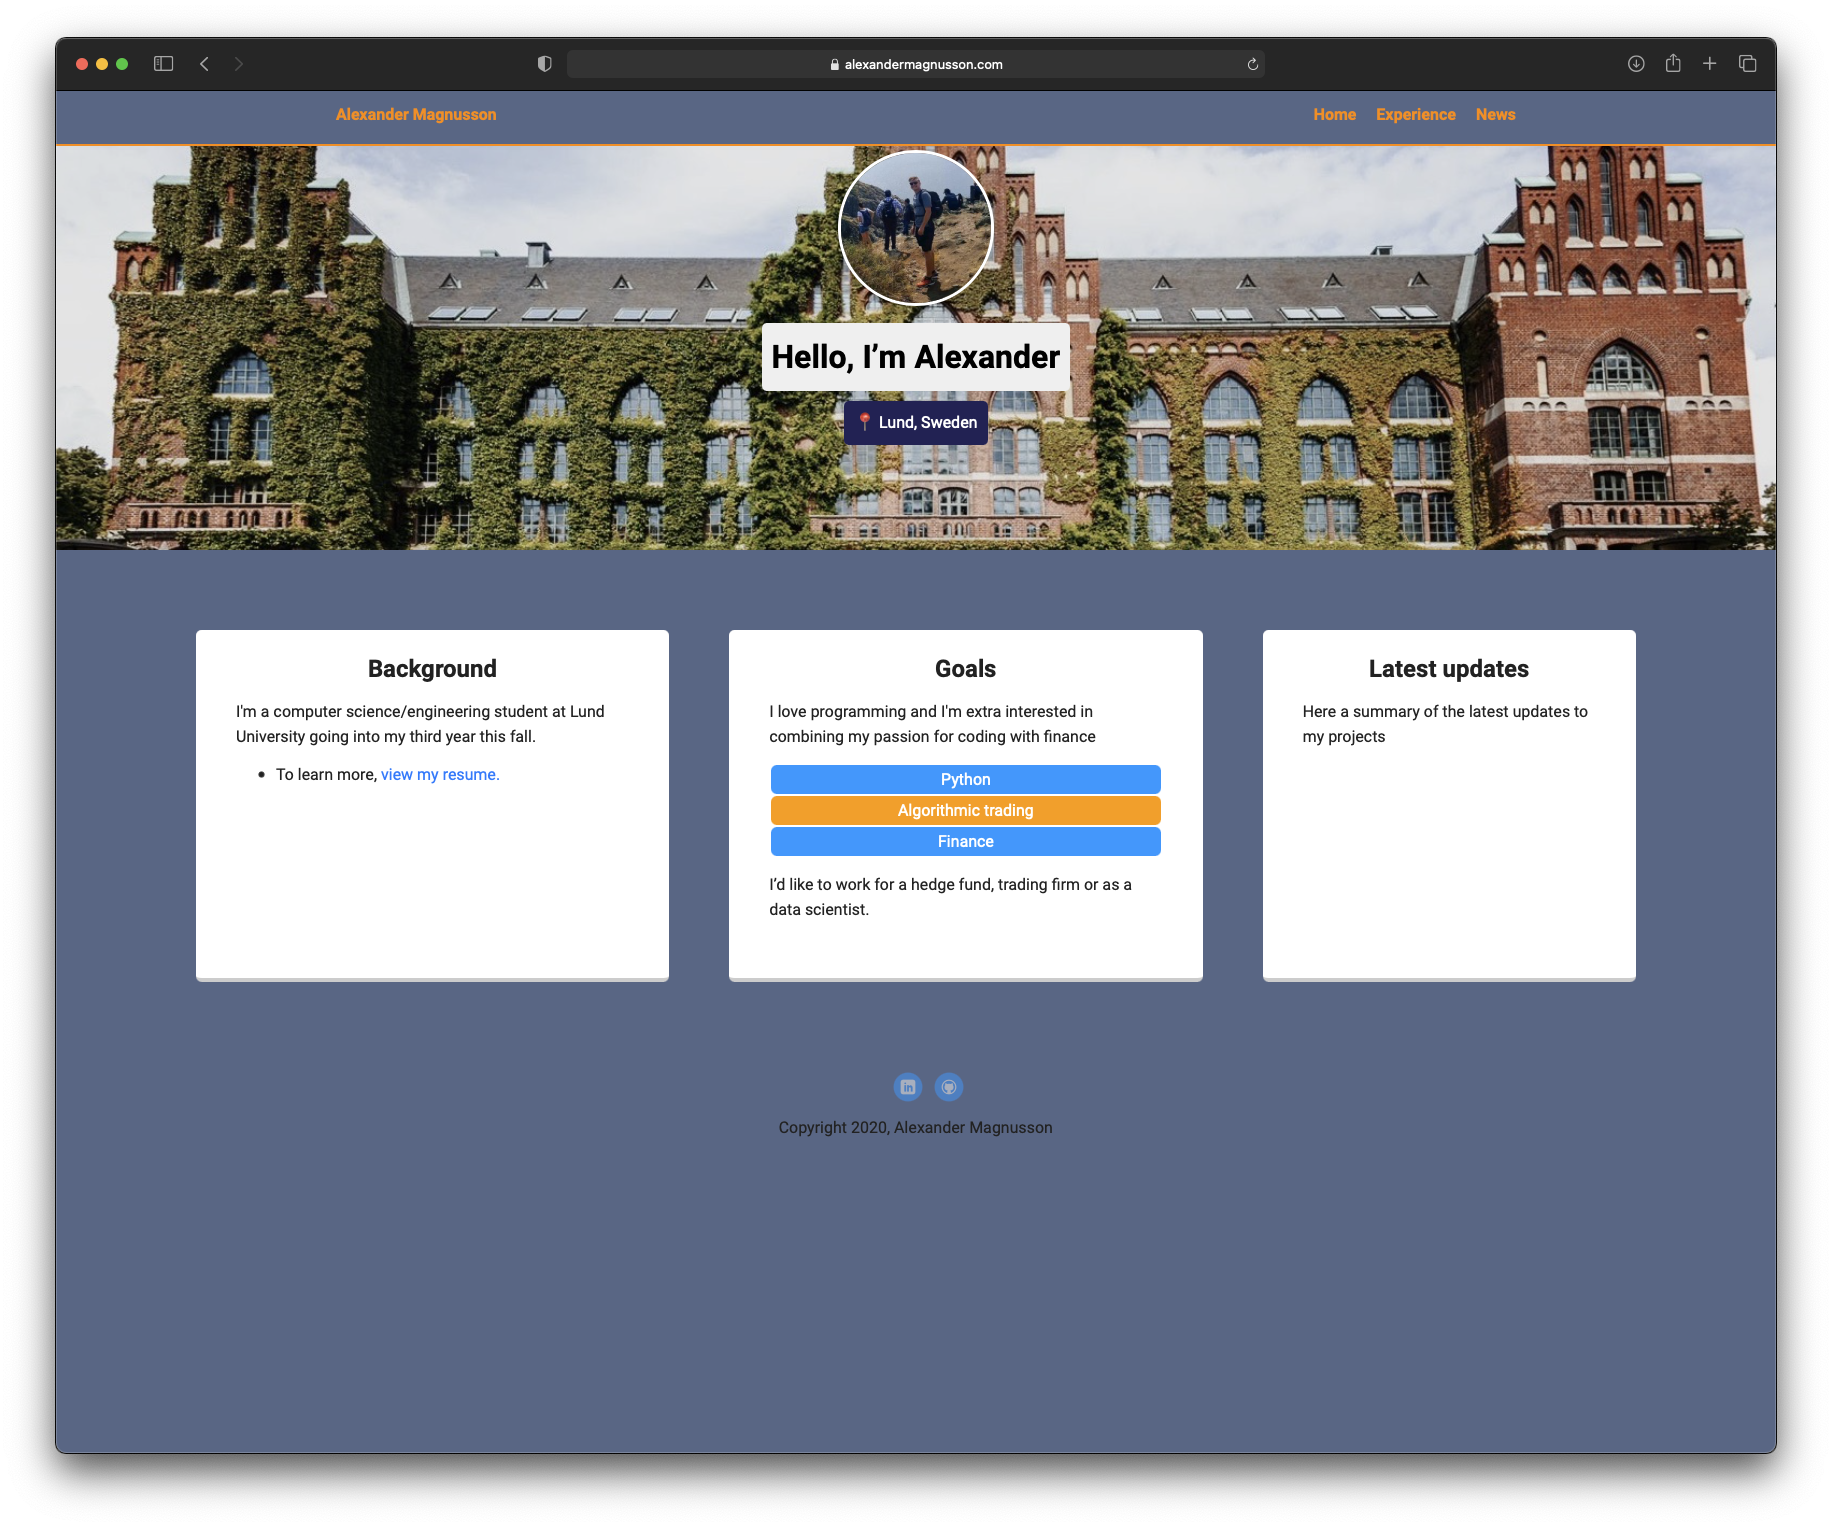 alexandermagnusson.com
Alexander Magnusson
Home Experience News
Hello, I’m Alexander
📍 Lund, Sweden
Background
I'm a computer science/engineering student at Lund
University going into my third year this fall.
• To learn more, view my resume.
Goals
I love programming and I'm extra interested in
combining my passion for coding with finance
Python
Algorithmic trading
Finance
I’d like to work for a hedge fund, trading firm or as a
data scientist.
Latest updates
Here a summary of the latest updates to
my projects
in
Copyright 2020, Alexander Magnusson